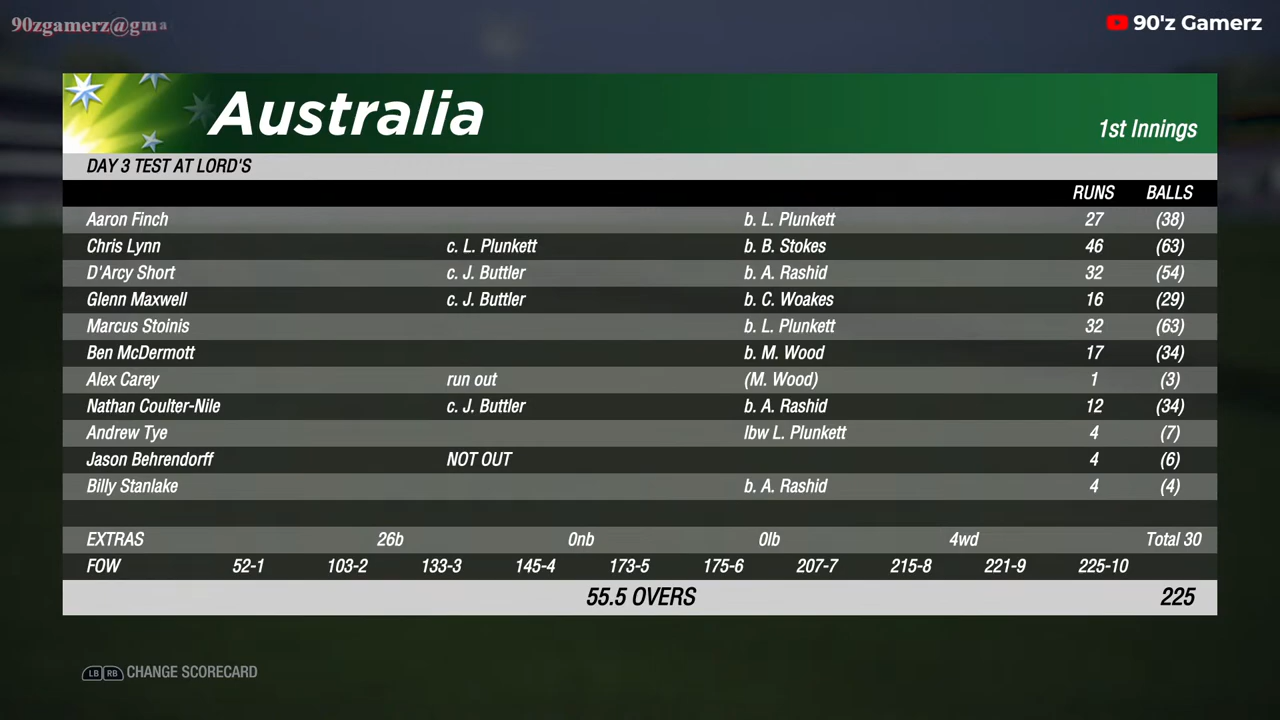 90zgamerz@gma
90'z Gamerz
Australia
1st Innings
DAY 3 TEST AT LORD'S
RUNS BALLS
Aaron Finch b. L. Plunkett 27 (38)
Chris Lynn c. L. Plunkett b. B. Stokes 46 (63)
D'Arcy Short c. J. Buttler b. A. Rashid 32 (54)
Glenn Maxwell c. J. Buttler b. C. Woakes 16 (29)
Marcus Stoinis b. L. Plunkett 32 (63)
Ben McDermott b. M. Wood 17 (34)
Alex Carey run out (M. Wood) 1 (3)
Nathan Coulter-Nile c. J. Buttler b. A. Rashid 12 (34)
Andrew Tye lbw L. Plunkett 4 (7)
Jason Behrendorff NOT OUT 4 (6)
Billy Stanlake b. A. Rashid 4 (4)
EXTRAS 26b 0nb 0lb 4wd Total 30
FOW 52-1 103-2 133-3 145-4 173-5 175-6 207-7 215-8 221-9 225-10
55.5 OVERS 225
LB RB CHANGE SCORECARD